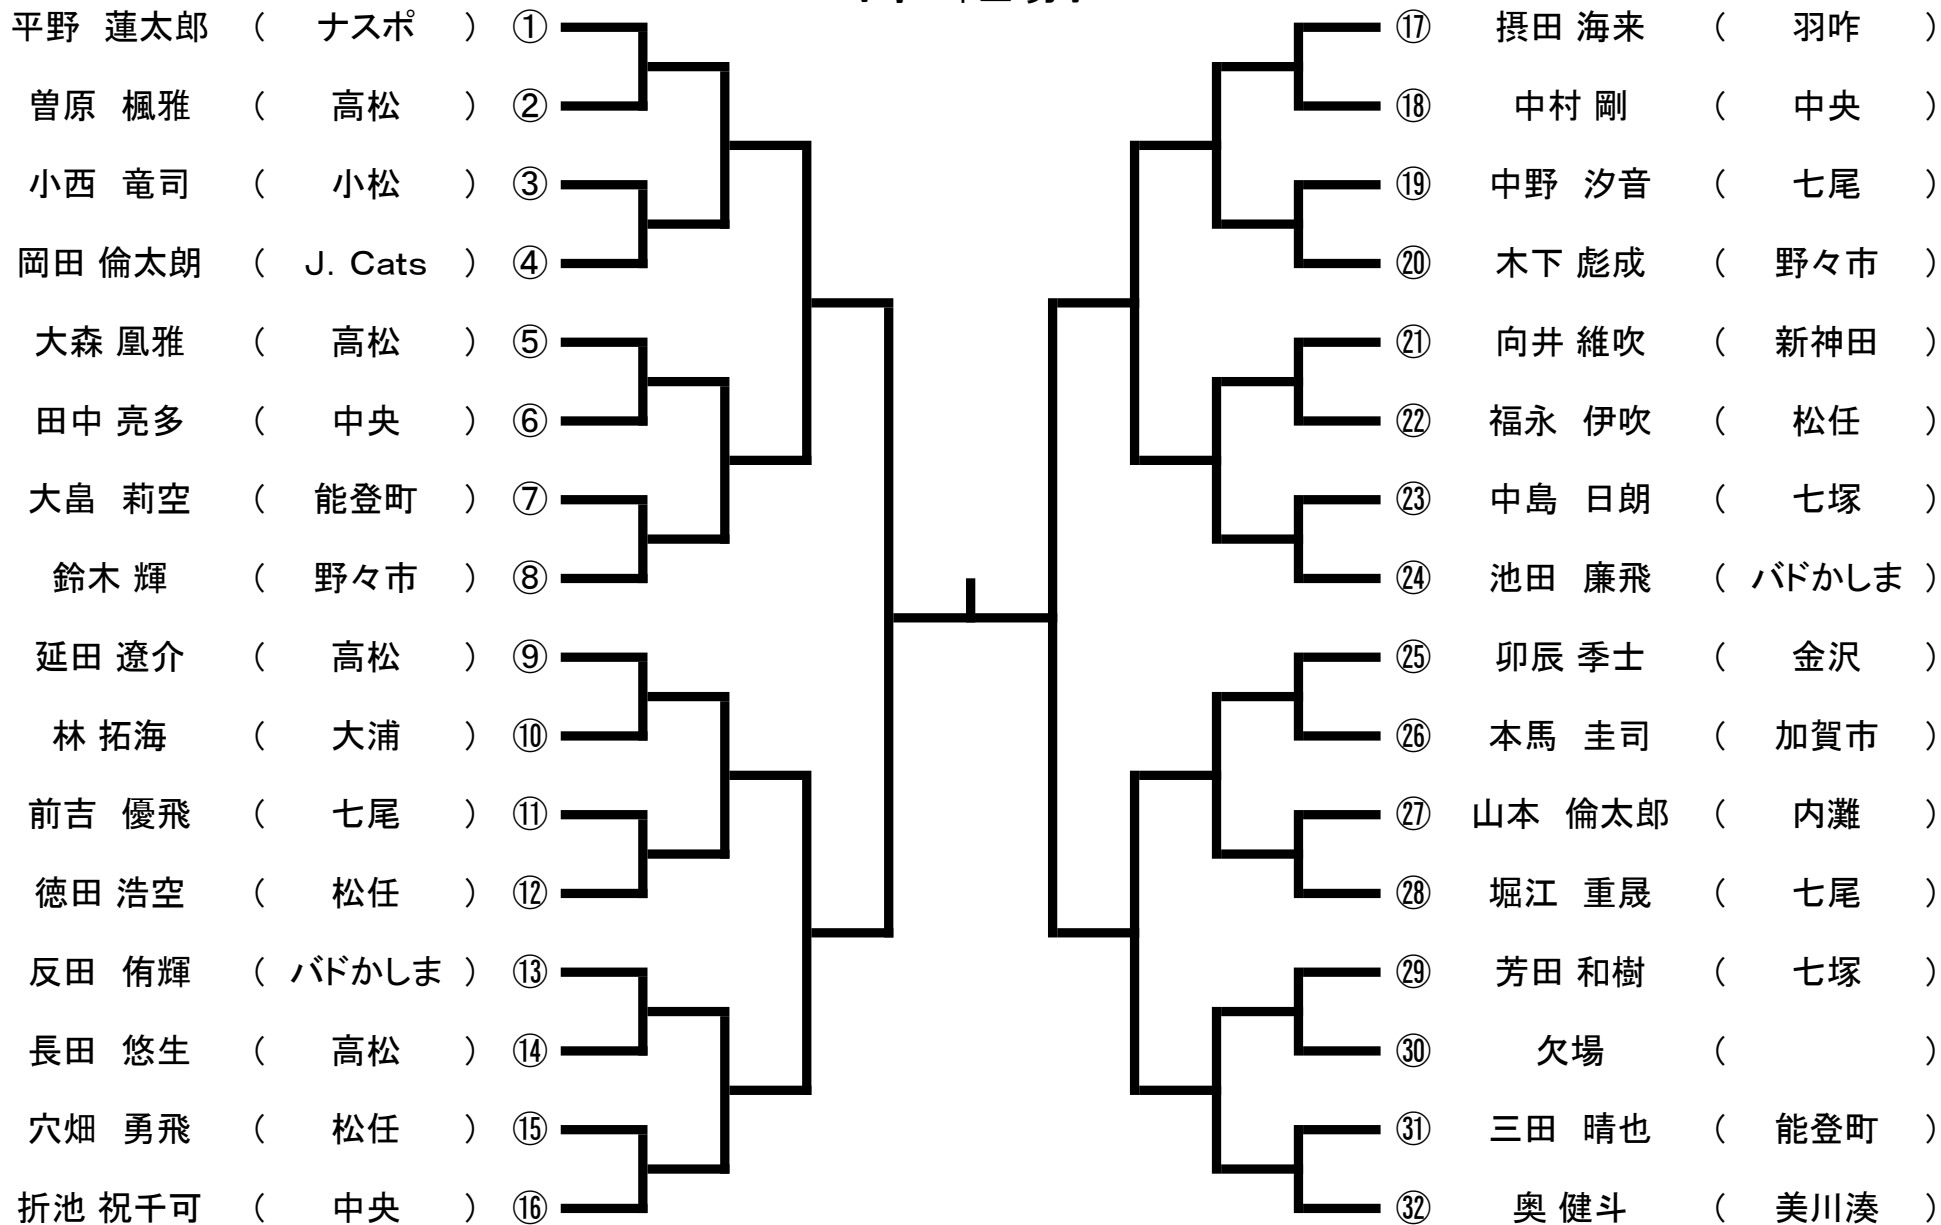 平野 蓮太郎 （ ナスポ ） ①
曽原 楓雅 （ 高松 ） ②
小西 竜司 （ 小松 ） ③
岡田 倫太朗 （ J. Cats ） ④
大森 凰雅 （ 高松 ） ⑤
田中 亮多 （ 中央 ） ⑥
大畠 莉空 （ 能登町 ） ⑦
鈴木 輝 （ 野々市 ） ⑧
延田 遼介 （ 高松 ） ⑨
林 拓海 （ 大浦 ） ⑩
前吉 優飛 （ 七尾 ） ⑪
徳田 浩空 （ 松任 ） ⑫
反田 侑輝 （ バドかしま ） ⑬
長田 悠生 （ 高松 ） ⑭
穴畑 勇飛 （ 松任 ） ⑮
折池 祝千可 （ 中央 ） ⑯
⑰ 摂田 海来 （ 羽咋 ）
⑱ 中村 剛 （ 中央 ）
⑲ 中野 汐音 （ 七尾 ）
⑳ 木下 彪成 （ 野々市 ）
㉑ 向井 維吹 （ 新神田 ）
㉒ 福永 伊吹 （ 松任 ）
㉓ 中島 日朗 （ 七塚 ）
㉔ 池田 廉飛 （ バドかしま ）
㉕ 卯辰 季士 （ 金沢 ）
㉖ 本馬 圭司 （ 加賀市 ）
㉗ 山本 倫太郎 （ 内灘 ）
㉘ 堀江 重晟 （ 七尾 ）
㉙ 芳田 和樹 （ 七塚 ）
㉚ 欠場 （ ）
㉛ 三田 晴也 （ 能登町 ）
㉜ 奥 健斗 （ 美川湊 ）